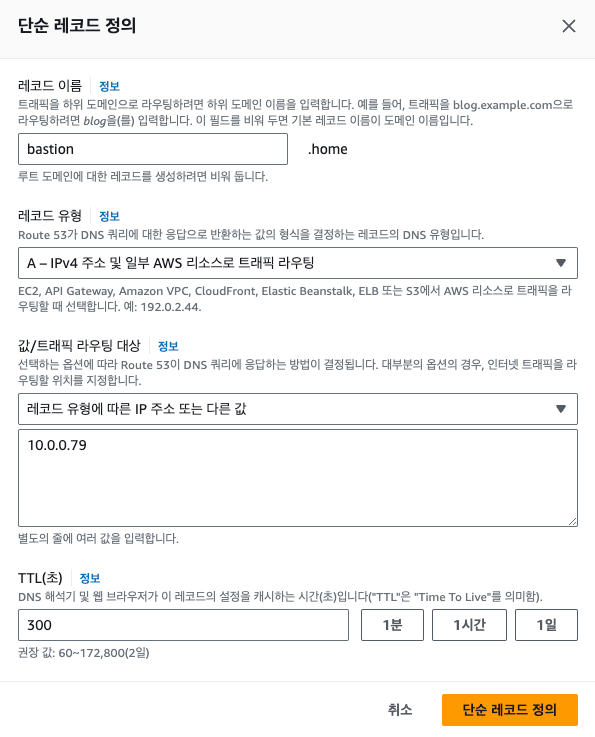 단순 레코드 정의
레코드 이름 정보
트래픽을 하위 도메인으로 라우팅하려면 하위 도메인 이름을 입력합니다. 예를 들어, 트래픽을 blog.example.com으로
라우팅하려면 blog을(를) 입력합니다. 이 필드를 비워 두면 기본 레코드 이름이 도메인 이름입니다.
bastion .home
루트 도메인에 대한 레코드를 생성하려면 비워 둡니다.
레코드 유형 정보
Route 53가 DNS 쿼리에 대한 응답으로 반환하는 값의 형식을 결정하는 레코드의 DNS 유형입니다.
A – IPv4 주소 및 일부 AWS 리소스로 트래픽 라우팅
EC2, API Gateway, Amazon VPC, CloudFront, Elastic Beanstalk, ELB 또는 S3에서 AWS 리소스로 트래픽을 라
우팅할 때 선택합니다. 예: 192.0.2.44.
값/트래픽 라우팅 대상 정보
선택하는 옵션에 따라 Route 53이 DNS 쿼리에 응답하는 방법이 결정됩니다. 대부분의 옵션의 경우, 인터넷 트래픽을 라
우팅할 위치를 지정합니다.
레코드 유형에 따른 IP 주소 또는 다른 값
10.0.0.79
별도의 줄에 여러 값을 입력합니다.
TTL(초) 정보
DNS 해석기 및 웹 브라우저가 이 레코드의 설정을 캐시하는 시간(초)입니다("TTL"은 "Time To Live"를 의미함).
300 1분 1시간 1일
권장 값: 60~172,800(2일)
취소 단순 레코드 정의